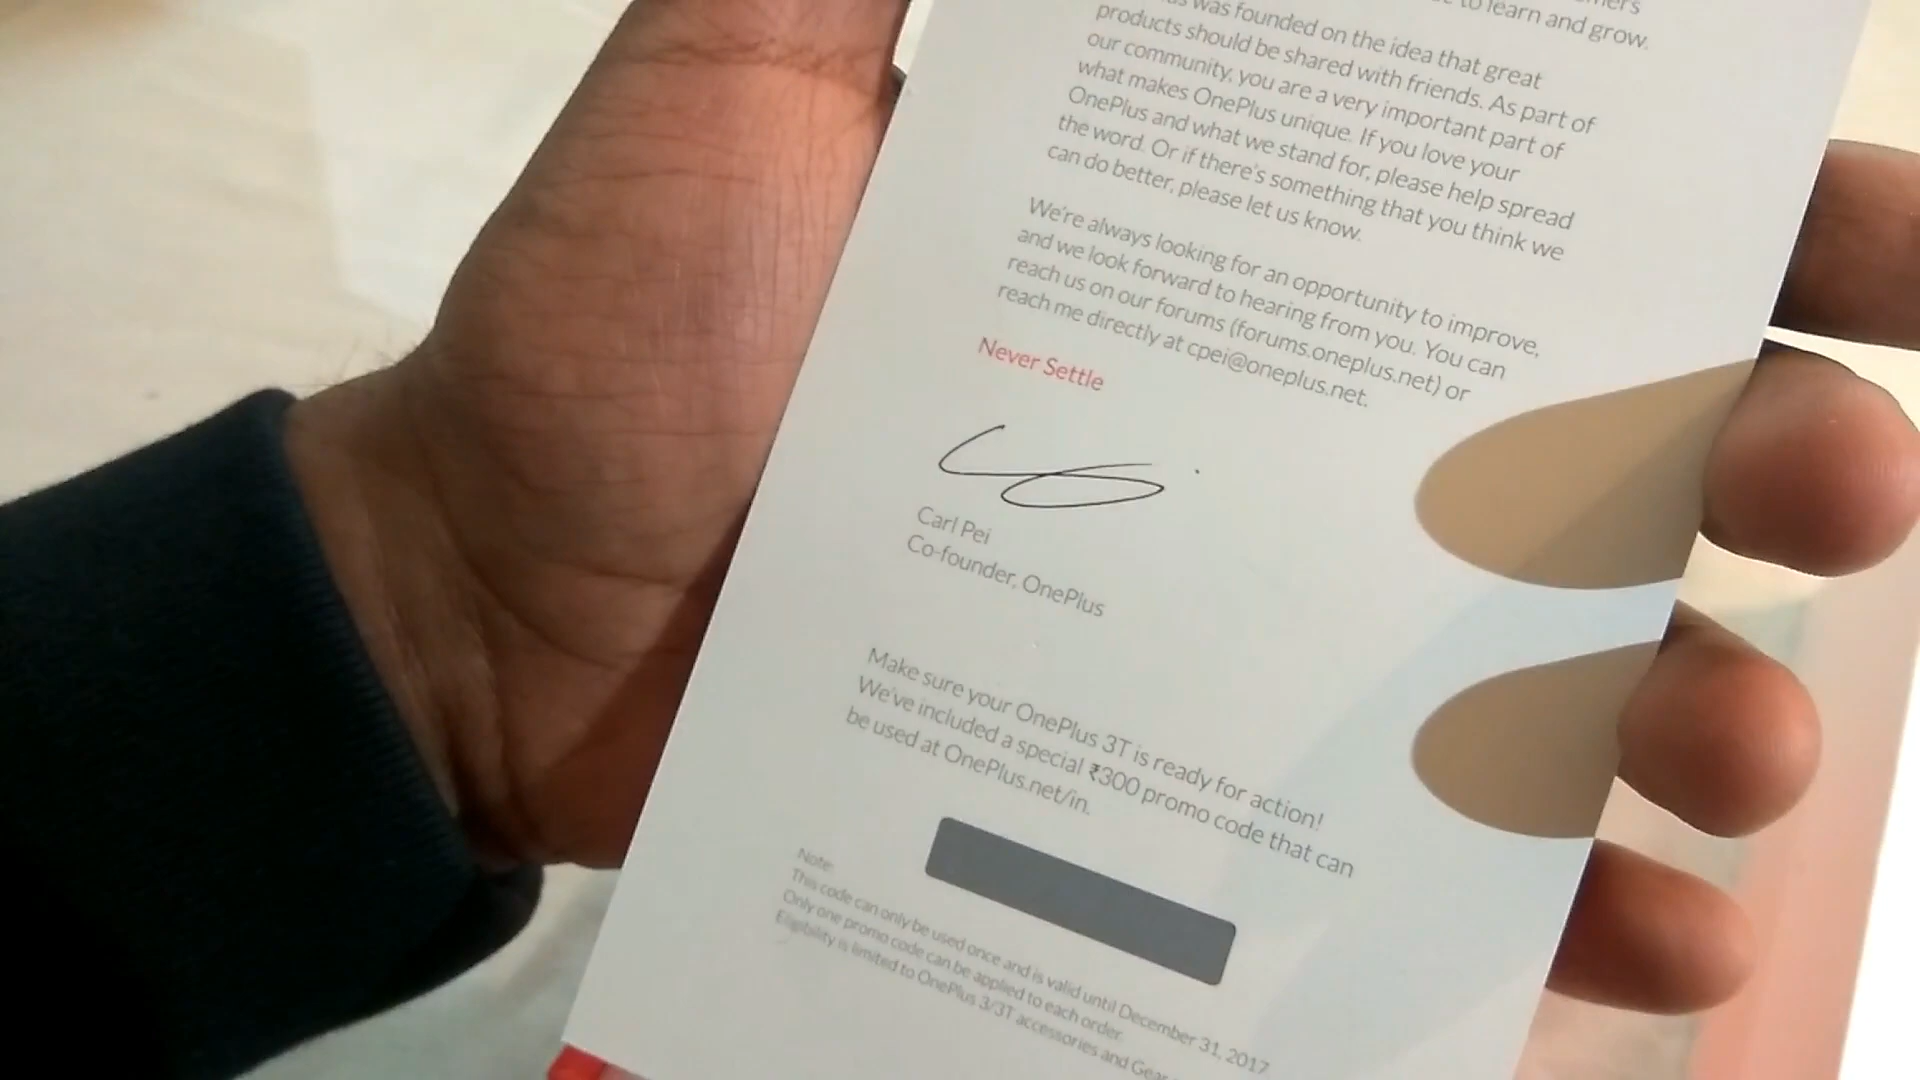 to learn and grow.
was founded on the idea that great
products should be shared with friends. As part of
our community, you are a very important part of
what makes OnePlus unique. If you love your
OnePlus and what we stand for, please help spread
the word. Or if there's something that you think we
can do better, please let us know.
We're always looking for an opportunity to improve,
and we look forward to hearing from you. You can
reach us on our forums (forums.oneplus.net) or
reach me directly at cpei@oneplus.net.
Never Settle
Carl Pei
Co-founder, OnePlus
Make sure your OnePlus 3T is ready for action!
We've included a special ₹300 promo code that can
be used at OnePlus.net/in.
Note:
This code can only be used once and is valid until December 31, 2017
Only one promo code can be applied to each order.
Eligibility is limited to OnePlus 3/3T accessories and Gear